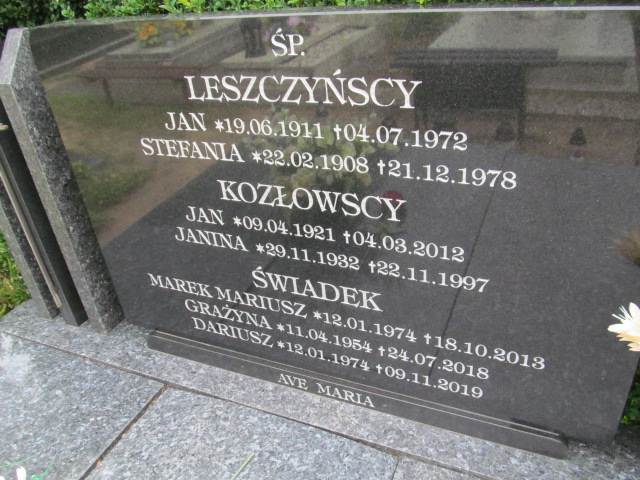 ŚP.
LESZCZYŃSCY
JAN *19.06.1911 †04.07.1972
STEFANIA *22.02.1908 †21.12.1978
KOZŁOWSCY
JAN *09.04.1921 †04.03.2012
JANINA *29.11.1932 †22.11.1997
ŚWIADEK
MAREK MARIUSZ *12.01.1974 †18.10.2013
GRAŻYNA *11.04.1954 †24.07.2018
DARIUSZ *12.01.1974 †09.11.2019
AVE MARIA